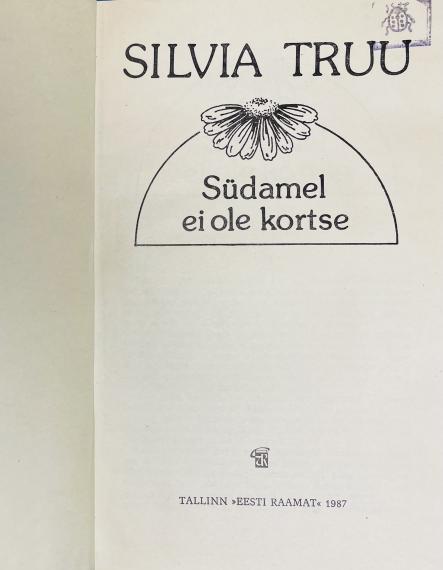 SILVIA TRUU
Südamel
ei ole kortse
TALLINN »EESTI RAAMAT« 1987